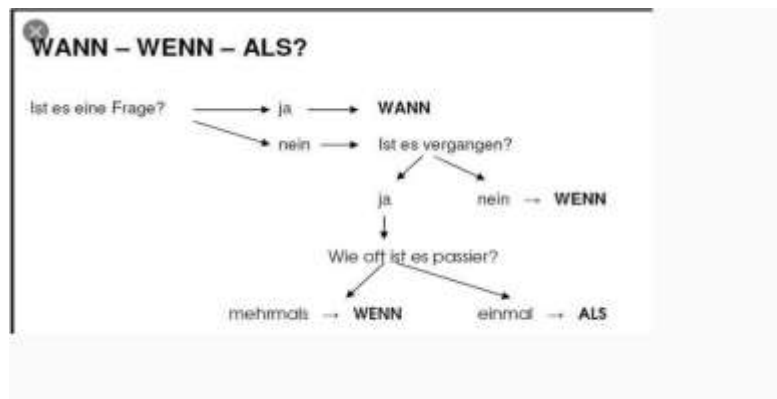 WANN – WENN – ALS?
Ist es eine Frage? → ja → WANN
nein → Ist es vergangen?
ja nein → WENN
Wie oft ist es passier?
mehrmals → WENN einmal → ALS